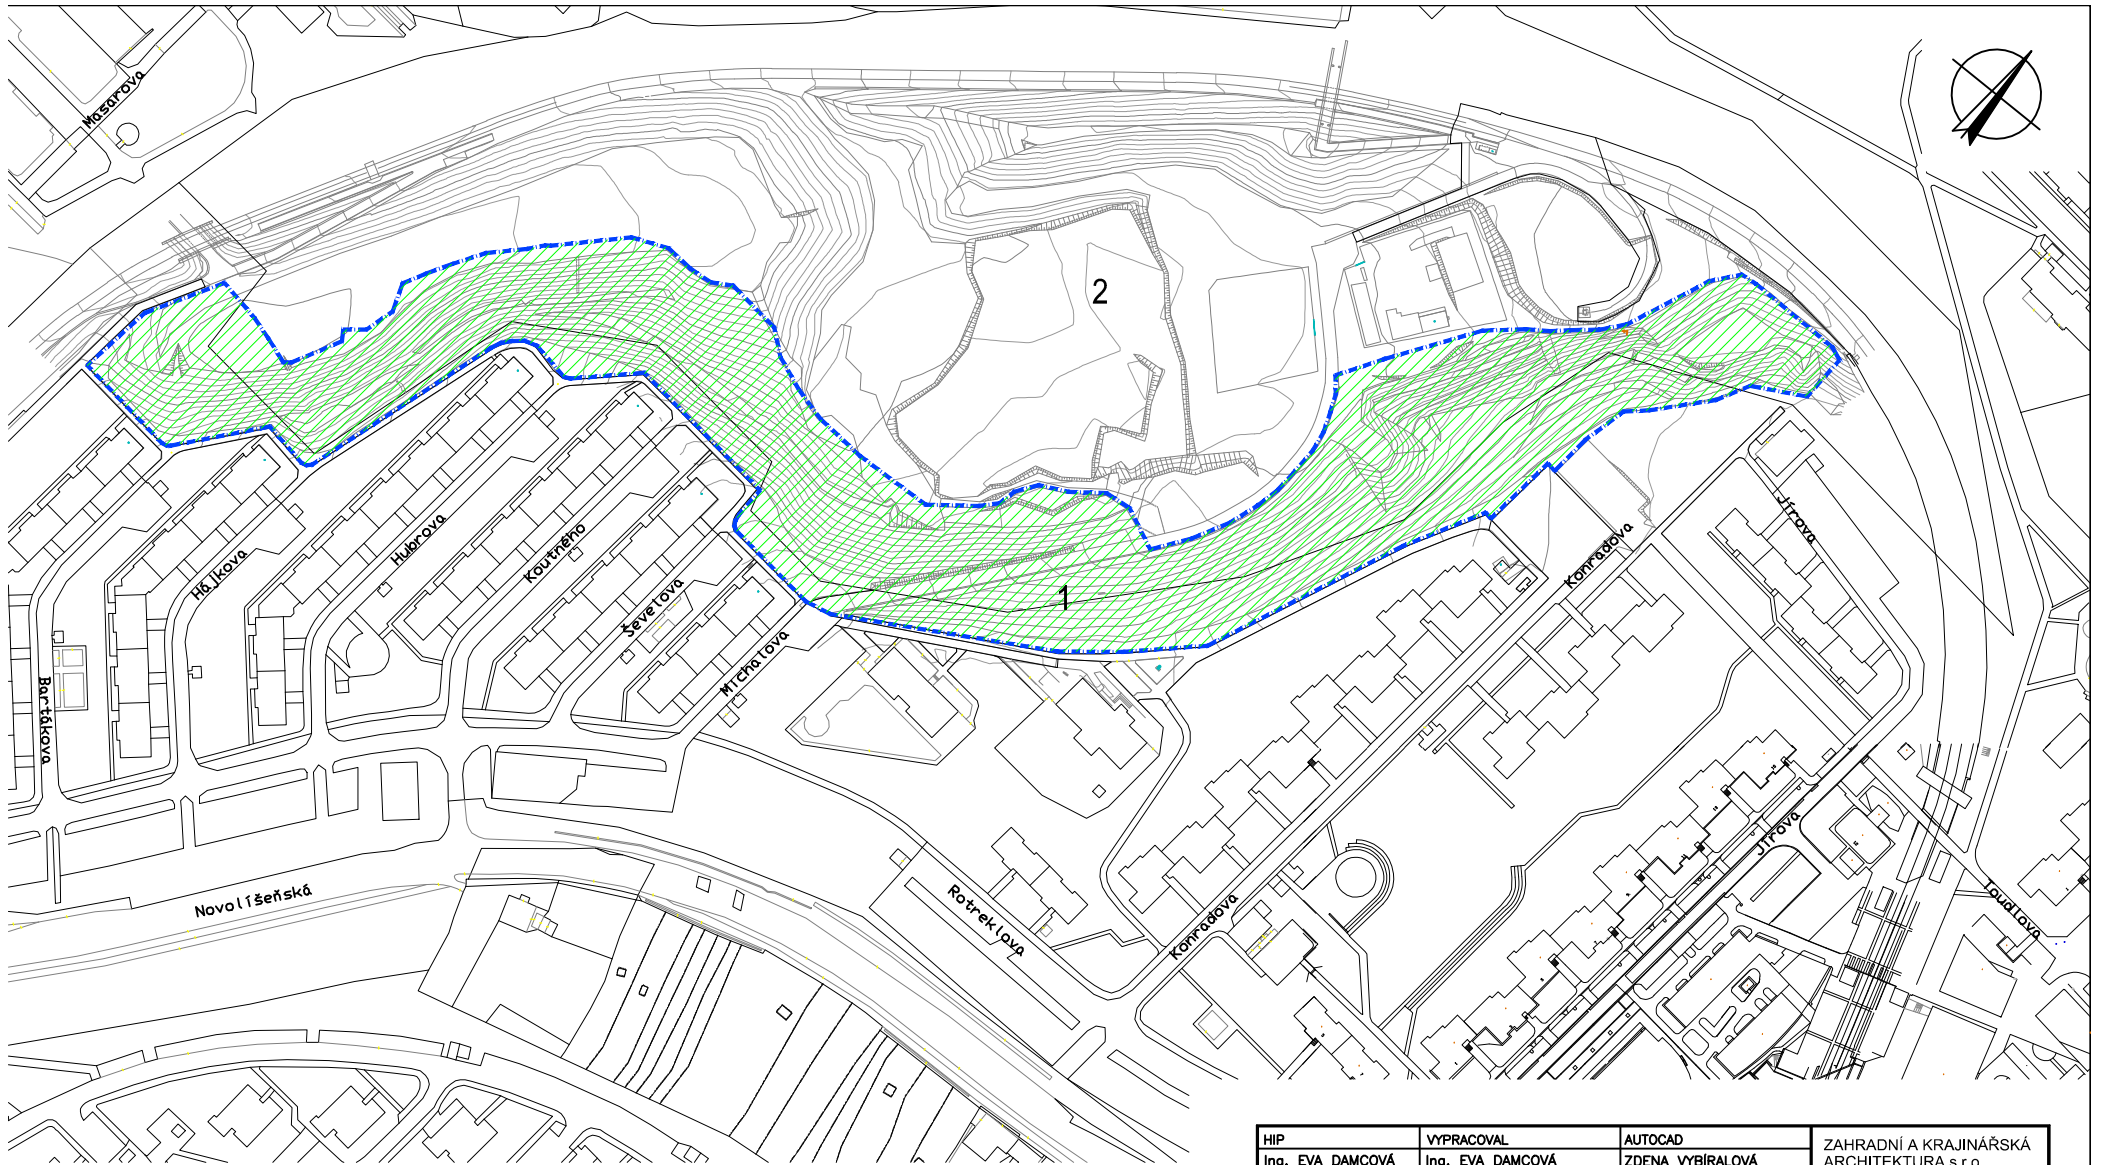 Masarova
2
1
Hájkova
Hubrova
Koutného
Ševelova
Michalova
Bartákova
Konradova
Jírova
Novolíšeňská
Rotreklova
Konradova
Jírova
Toudlova
HIP VYPRACOVAL AUTOCAD ZAHRADNÍ A KRAJINÁŘSKÁ
Ing. EVA DAMCOVÁ Ing. EVA DAMCOVÁ ZDENA VYBÍRALOVÁ ARCHITEKTURA s.r.o.